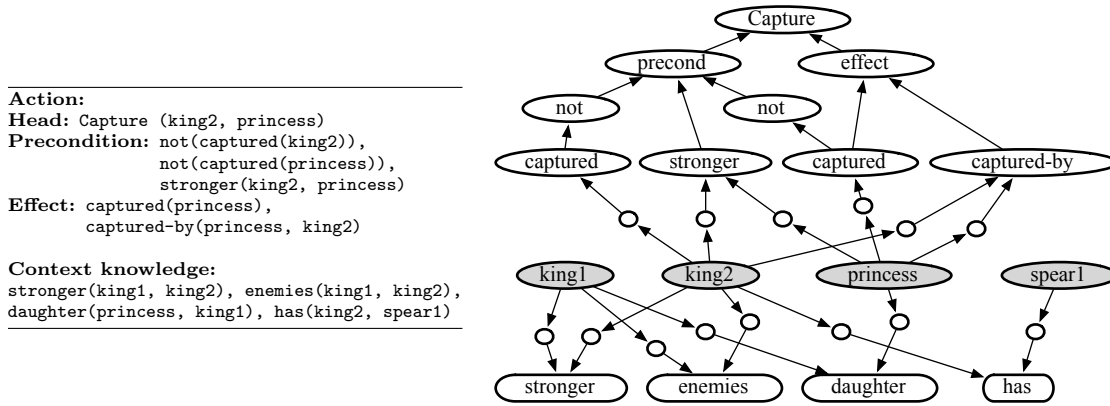 Action:
Head: Capture (king2, princess)
Precondition: not(captured(king2)),
not(captured(princess)),
stronger(king2, princess)
Effect: captured(princess),
captured-by(princess, king2)
Context knowledge:
stronger(king1, king2), enemies(king1, king2),
daughter(princess, king1), has(king2, spear1)
Capture
precond effect
not not
captured stronger captured captured-by
king1 king2 princess spear1
stronger enemies daughter has